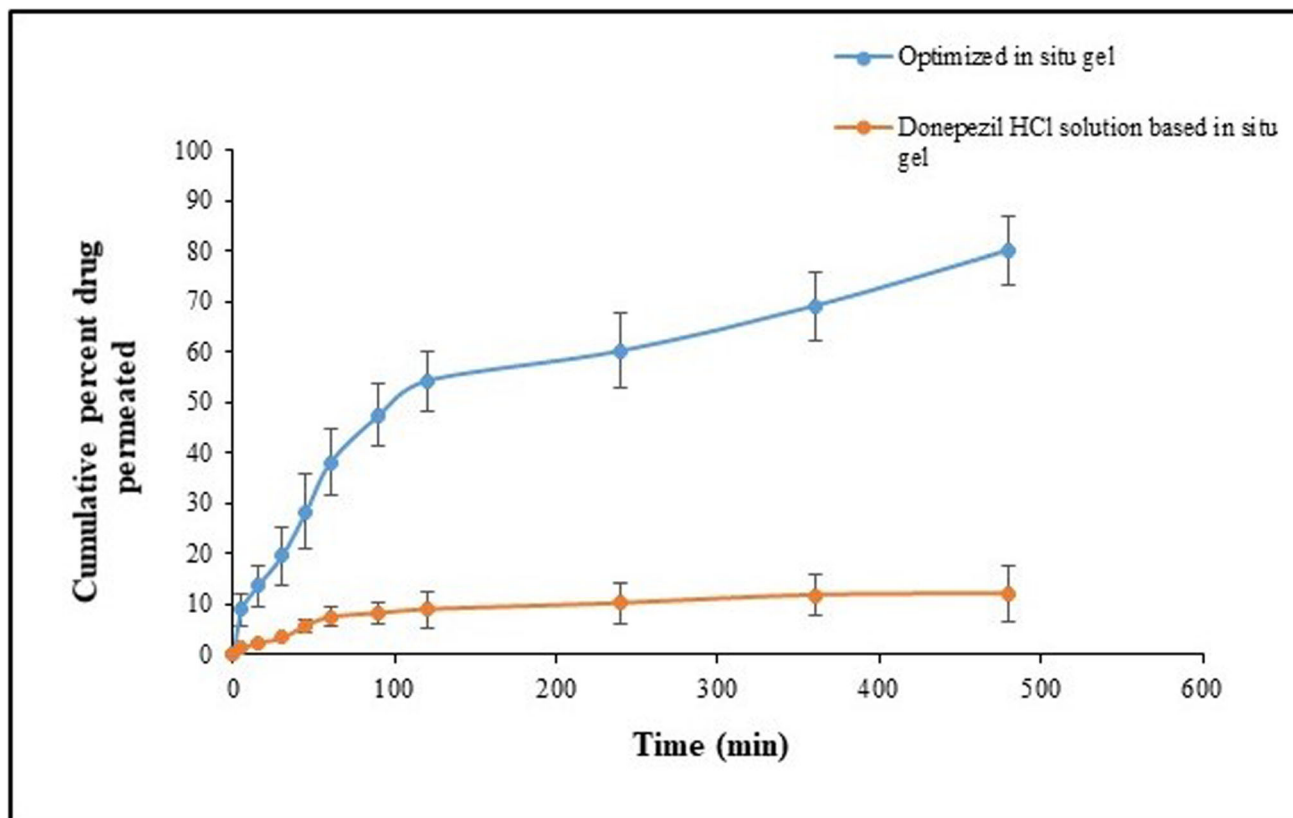 Optimized in situ gel
Donepezil HCl solution based in situ
gel
100
90
80
70
60
50
40
30
20
10
0
Cumulative percent drug
permeated
0 100 200 300 400 500 600
Time (min)